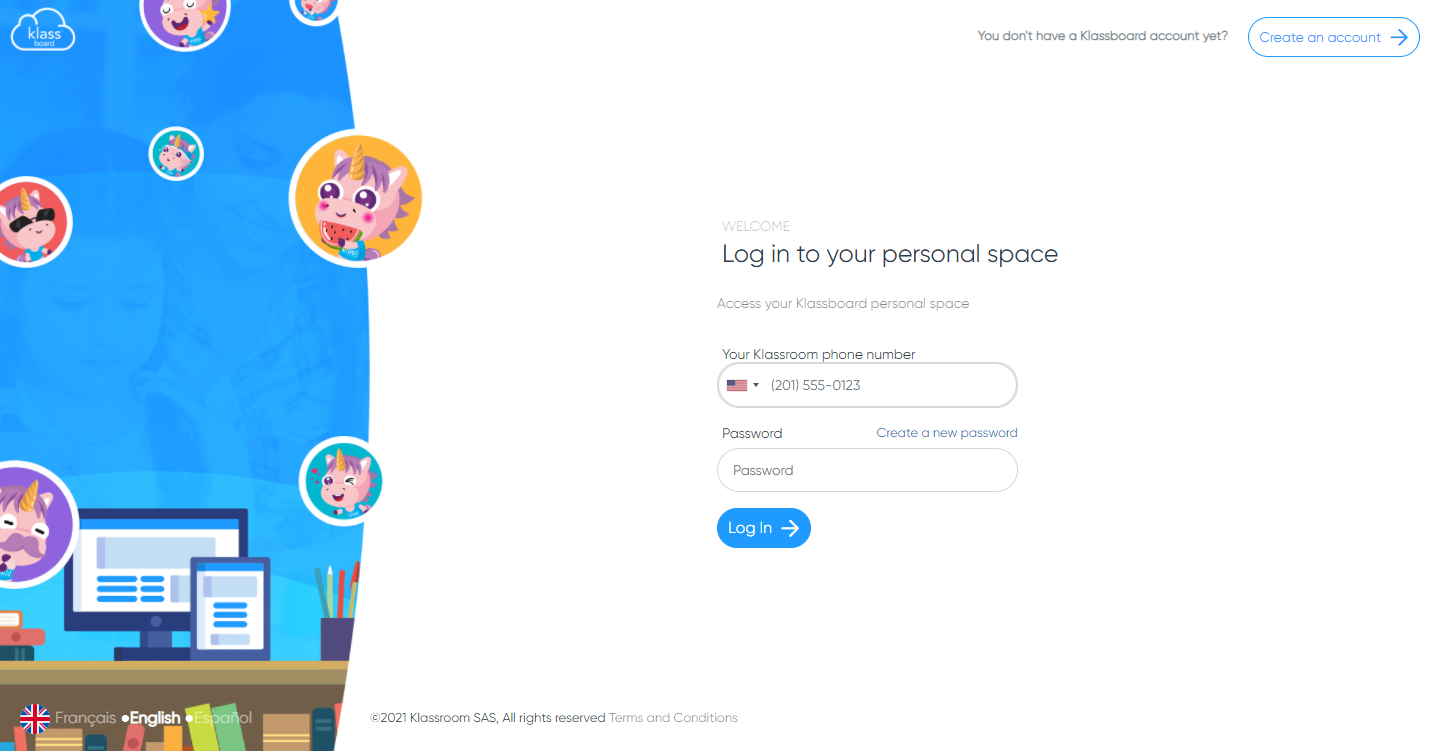 klass
board
You don't have a Klassboard account yet?
Create an account
WELCOME
Log in to your personal space
Access your Klassboard personal space
Your Klassroom phone number
(201) 555-0123
Password
Create a new password
Password
Log In
Français ●English ●Español
©2021 Klassroom SAS, All rights reserved Terms and Conditions